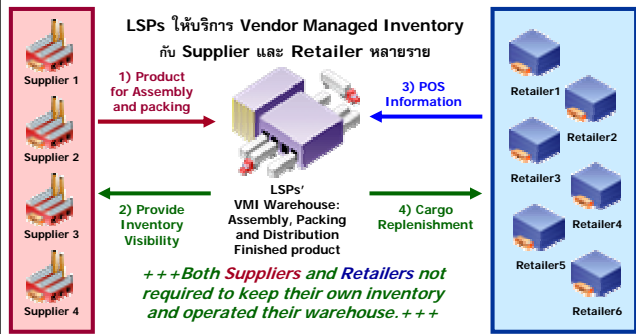 LSPs ให้บริการ Vendor Managed Inventory
กับ Supplier และ Retailer หลายราย
Supplier 1
Supplier 2
Supplier 3
Supplier 4
1) Product
for Assembly
and packing
2) Provide
Inventory
Visibility
LSPs'
VMI Warehouse:
Assembly, Packing
and Distribution
Finished product
3) POS
Information
4) Cargo
Replenishment
Retailer1
Retailer2
Retailer3
Retailer4
Retailer5
Retailer6
+++Both Suppliers and Retailers not
required to keep their own inventory
and operated their warehouse.+++